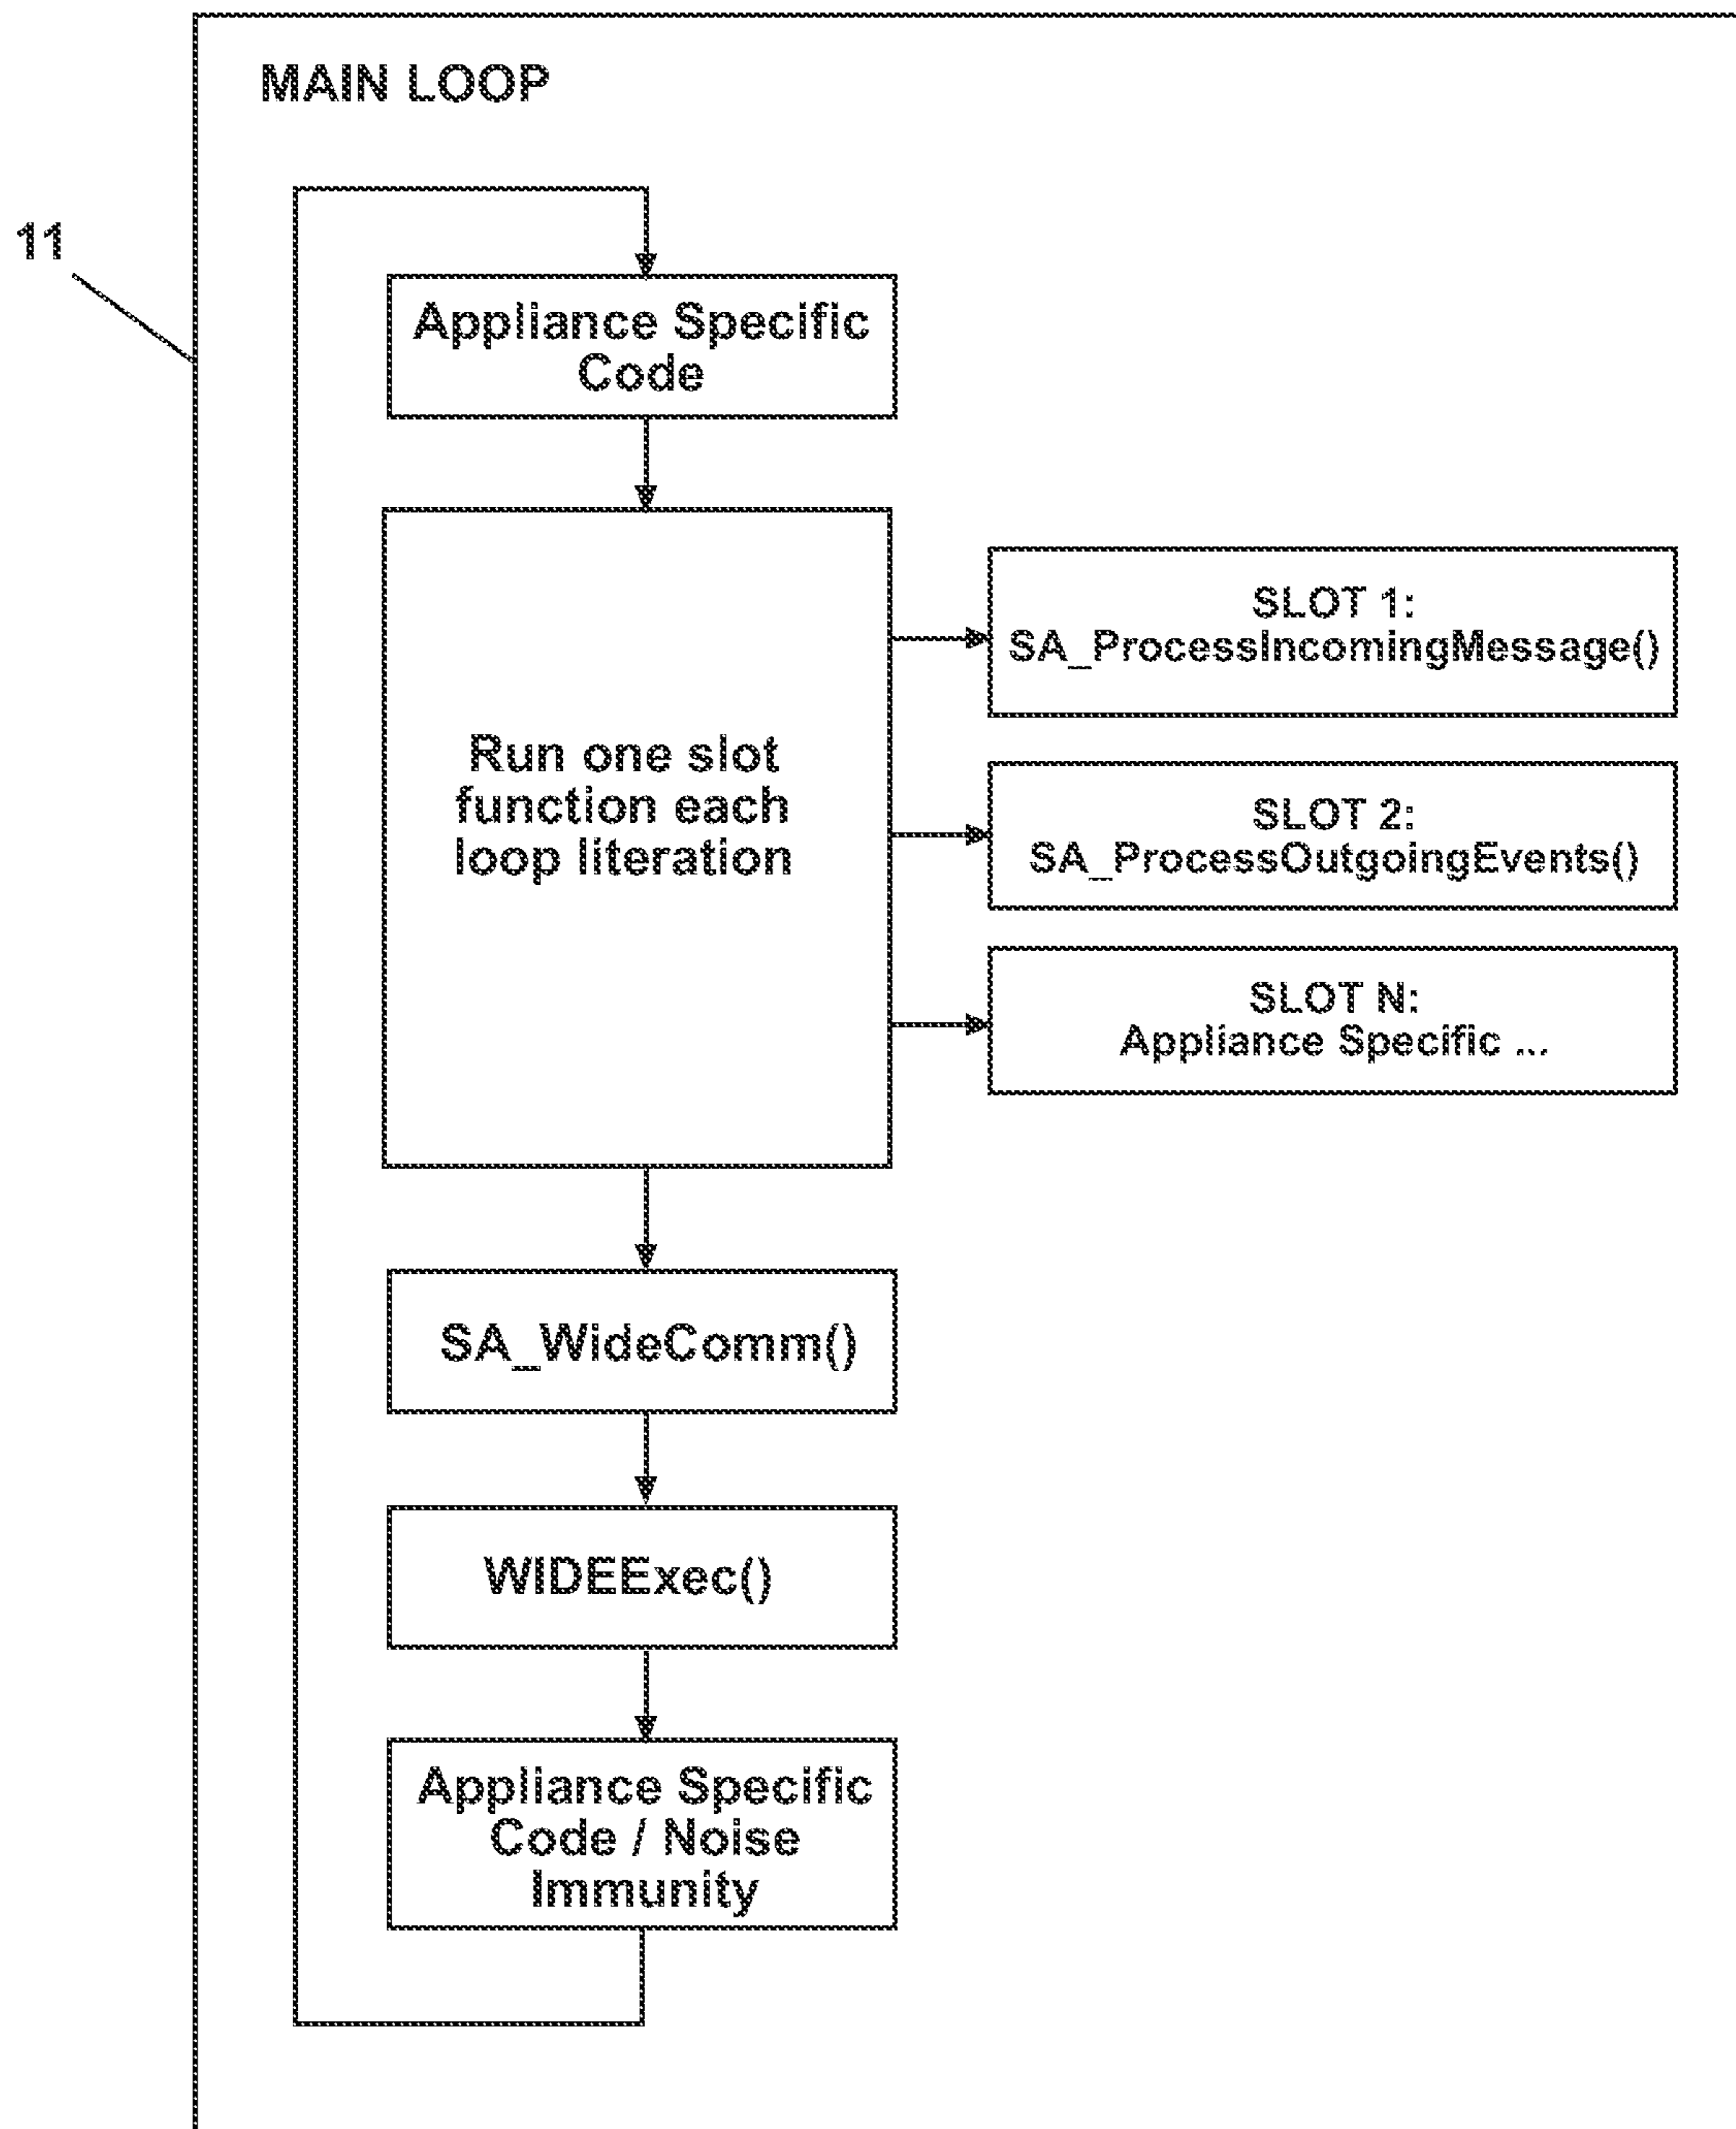 MAIN LOOP
11
Appliance Specific
Code
Run one slot
function each
loop literation
SLOT 1:
SA_ProcessIncomingMessage()
SLOT 2:
SA_ProcessOutgoingEvents()
SLOT N:
Appliance Specific ...
SA_WideComm()
WIDEExec()
Appliance Specific
Code / Noise
Immunity